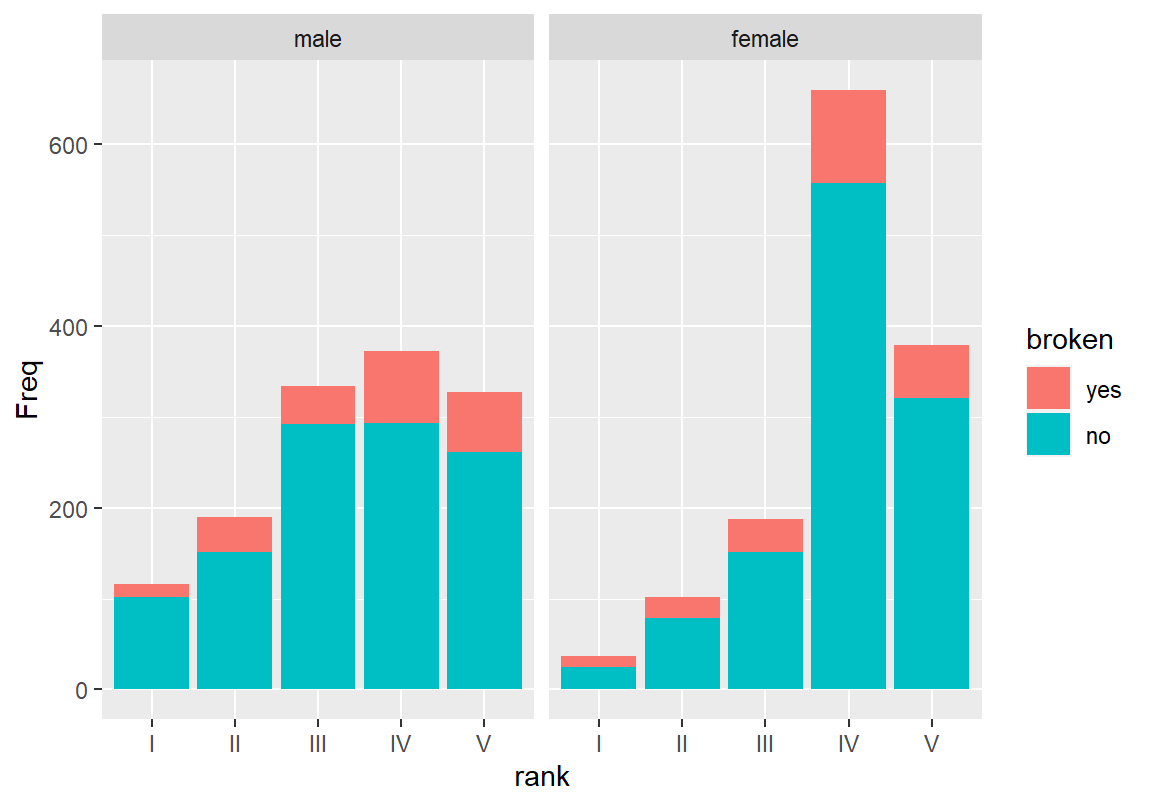 male
female
600
400
200
0
Freq
I II III IV V
I II III IV V
rank
broken
yes
no